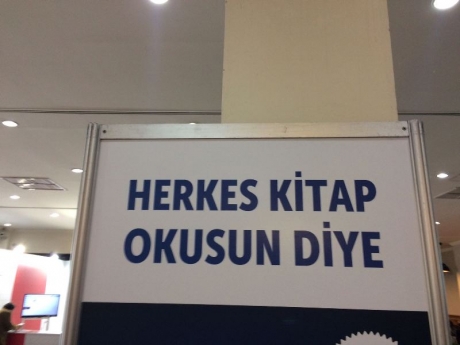 HERKES KİTAP
OKUSUN DİYE